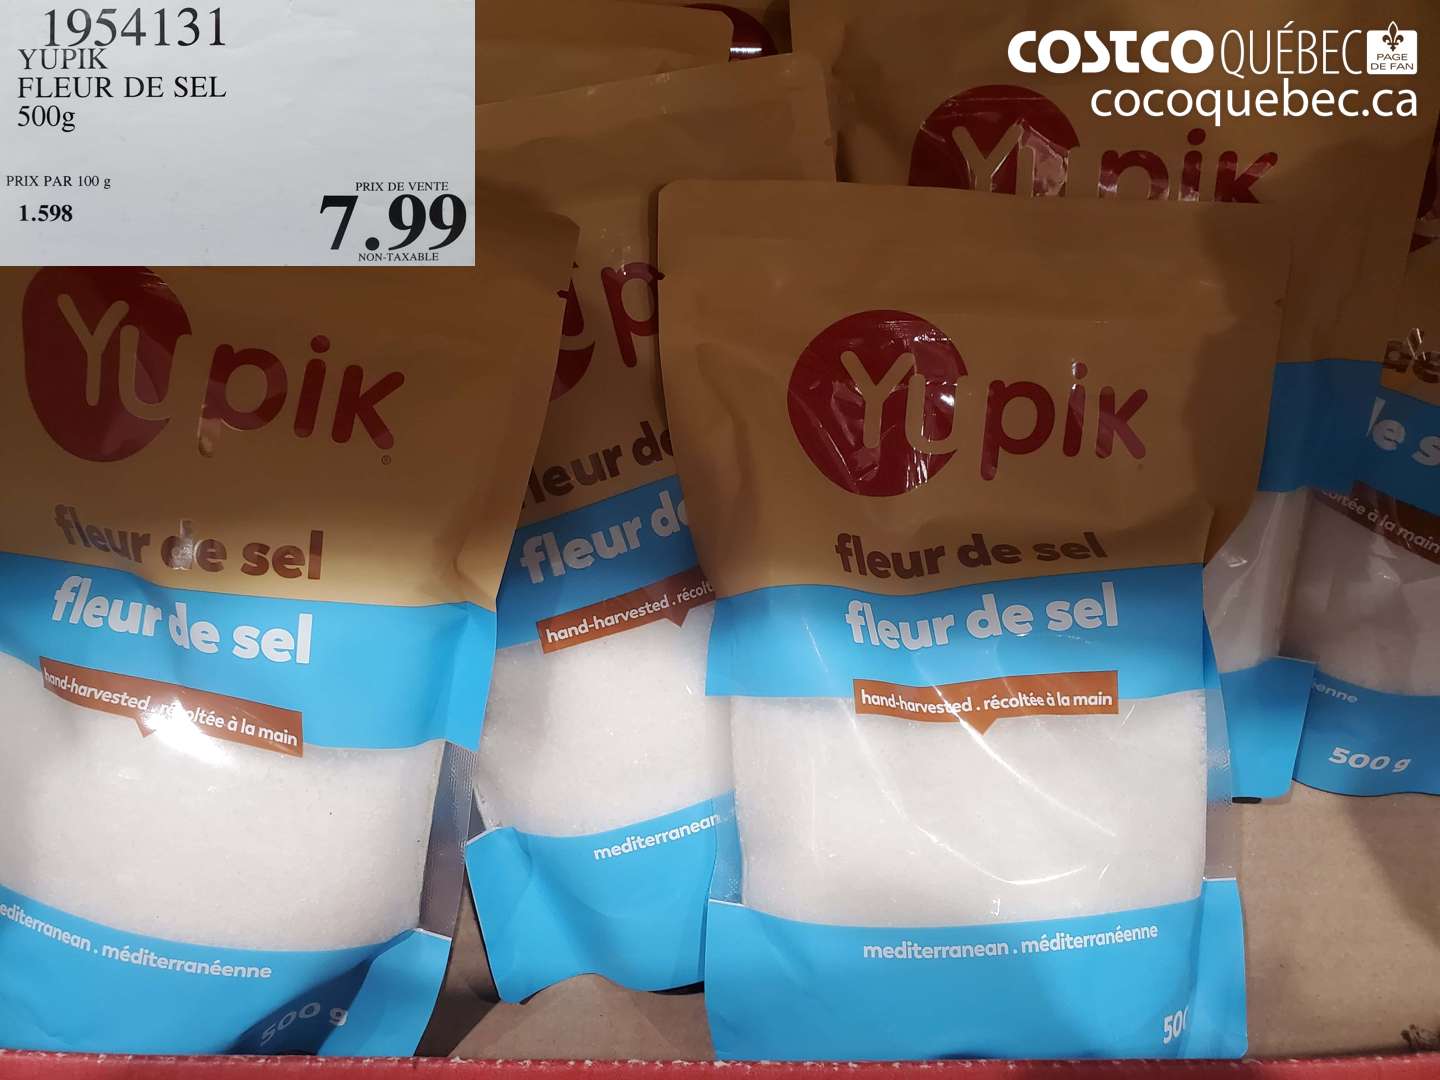 1954131
YUPIK
FLEUR DE SEL
500g
PRIX PAR 100 g
1.598
PRIX DE VENTE
7.99
NON-TAXABLE
COSTCO QUÉBEC PAGE DE FAN
cocoquebec.ca
Yupik
fleur de sel
fleur de sel
hand-harvested . récoltée à la main
mediterranean . méditerranéenne
500 g
fleur de
fleur de
hand-harvested .
mediterranean
Yupik
Yupik
fleur de sel
fleur de sel
hand-harvested . récoltée à la main
mediterranean . méditerranéenne
à la main
500 g